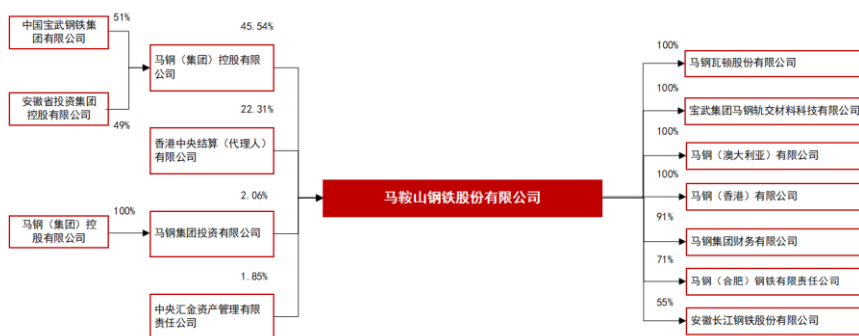 中国宝武钢铁集
团有限公司
51%
安徽省投资集团
控股有限公司
49%
马钢（集团）控
股有限公司
100%
45.54%
马钢（集团）控股有限公
司
22.31%
香港中央结算（代理人）
有限公司
2.06%
马钢集团投资有限公司
1.85%
中央汇金资产管理有限
责任公司
马鞍山钢铁股份有限公司
100%
马钢瓦顿股份有限公司
100%
宝武集团马钢轨交材料科技有限公司
100%
马钢（澳大利亚）有限公司
100%
马钢（香港）有限公司
91%
马钢集团财务有限公司
71%
马钢（合肥）钢铁有限责任公司
55%
安徽长江钢铁股份有限公司